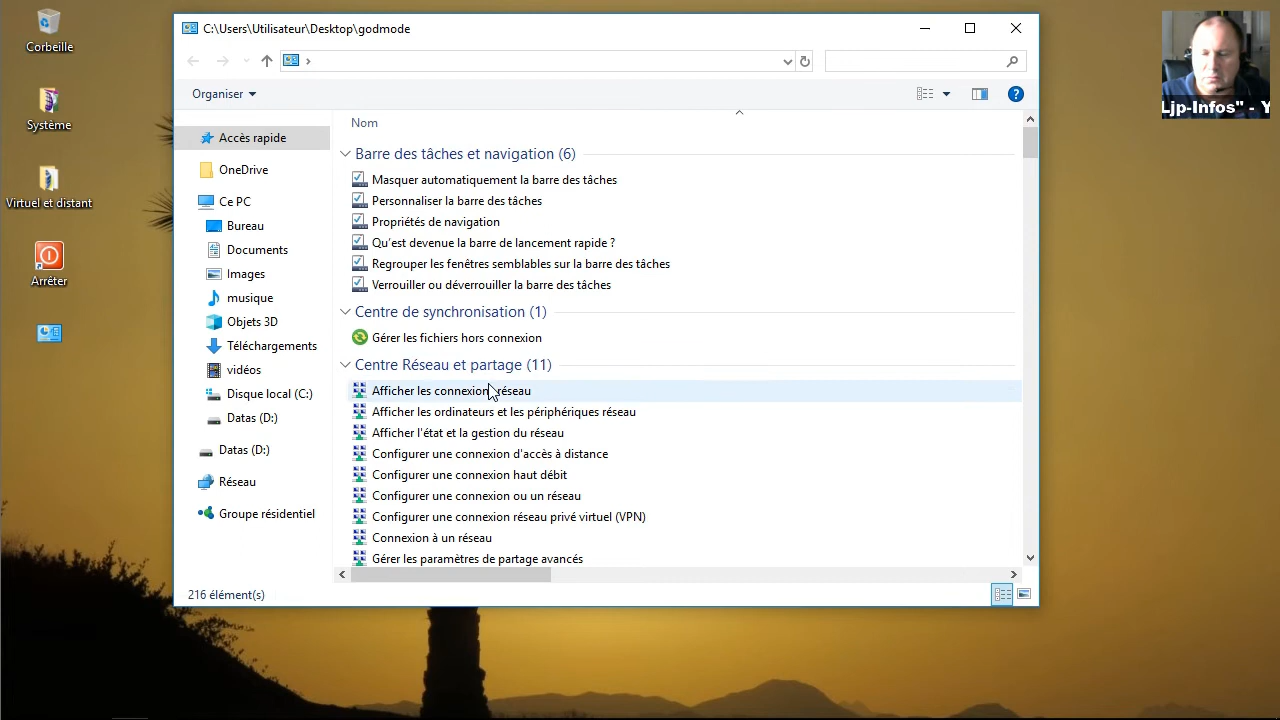 Corbeille
Système
Virtuel et distant
Arrêter
C:\Users\Utilisateur\Desktop\godmode
Organiser
Accès rapide
OneDrive
Ce PC
Bureau
Documents
Images
musique
Objets 3D
Téléchargements
vidéos
Disque local (C:)
Datas (D:)
Datas (D:)
Réseau
Groupe résidentiel
Nom
Barre des tâches et navigation (6)
Masquer automatiquement la barre des tâches
Personnaliser la barre des tâches
Propriétés de navigation
Qu'est devenue la barre de lancement rapide ?
Regrouper les fenêtres semblables sur la barre des tâches
Verrouiller ou déverrouiller la barre des tâches
Centre de synchronisation (1)
Gérer les fichiers hors connexion
Centre Réseau et partage (11)
Afficher les connexions réseau
Afficher les ordinateurs et les périphériques réseau
Afficher l'état et la gestion du réseau
Configurer une connexion d'accès à distance
Configurer une connexion haut débit
Configurer une connexion ou un réseau
Configurer une connexion réseau privé virtuel (VPN)
Connexion à un réseau
Gérer les paramètres de partage avancés
216 élément(s)
Ljp-Infos" - Y